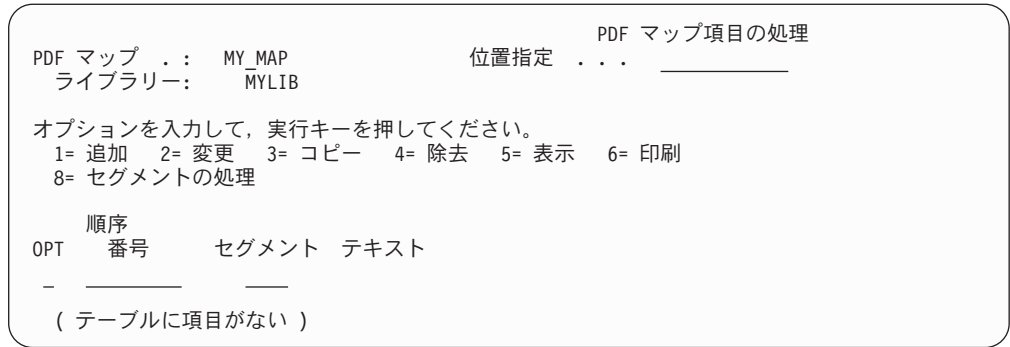 PDF マップ項目の処理
PDF マップ . : MY_MAP 位置指定 . . . ____________
ライブラリー: MYLIB
オプションを入力して, 実行キーを押してください。
1= 追加 2= 変更 3= コピー 4= 除去 5= 表示 6= 印刷
8= セグメントの処理
順序
OPT 番号 セグメント テキスト
_ _________ ____
( テーブルに項目がない )